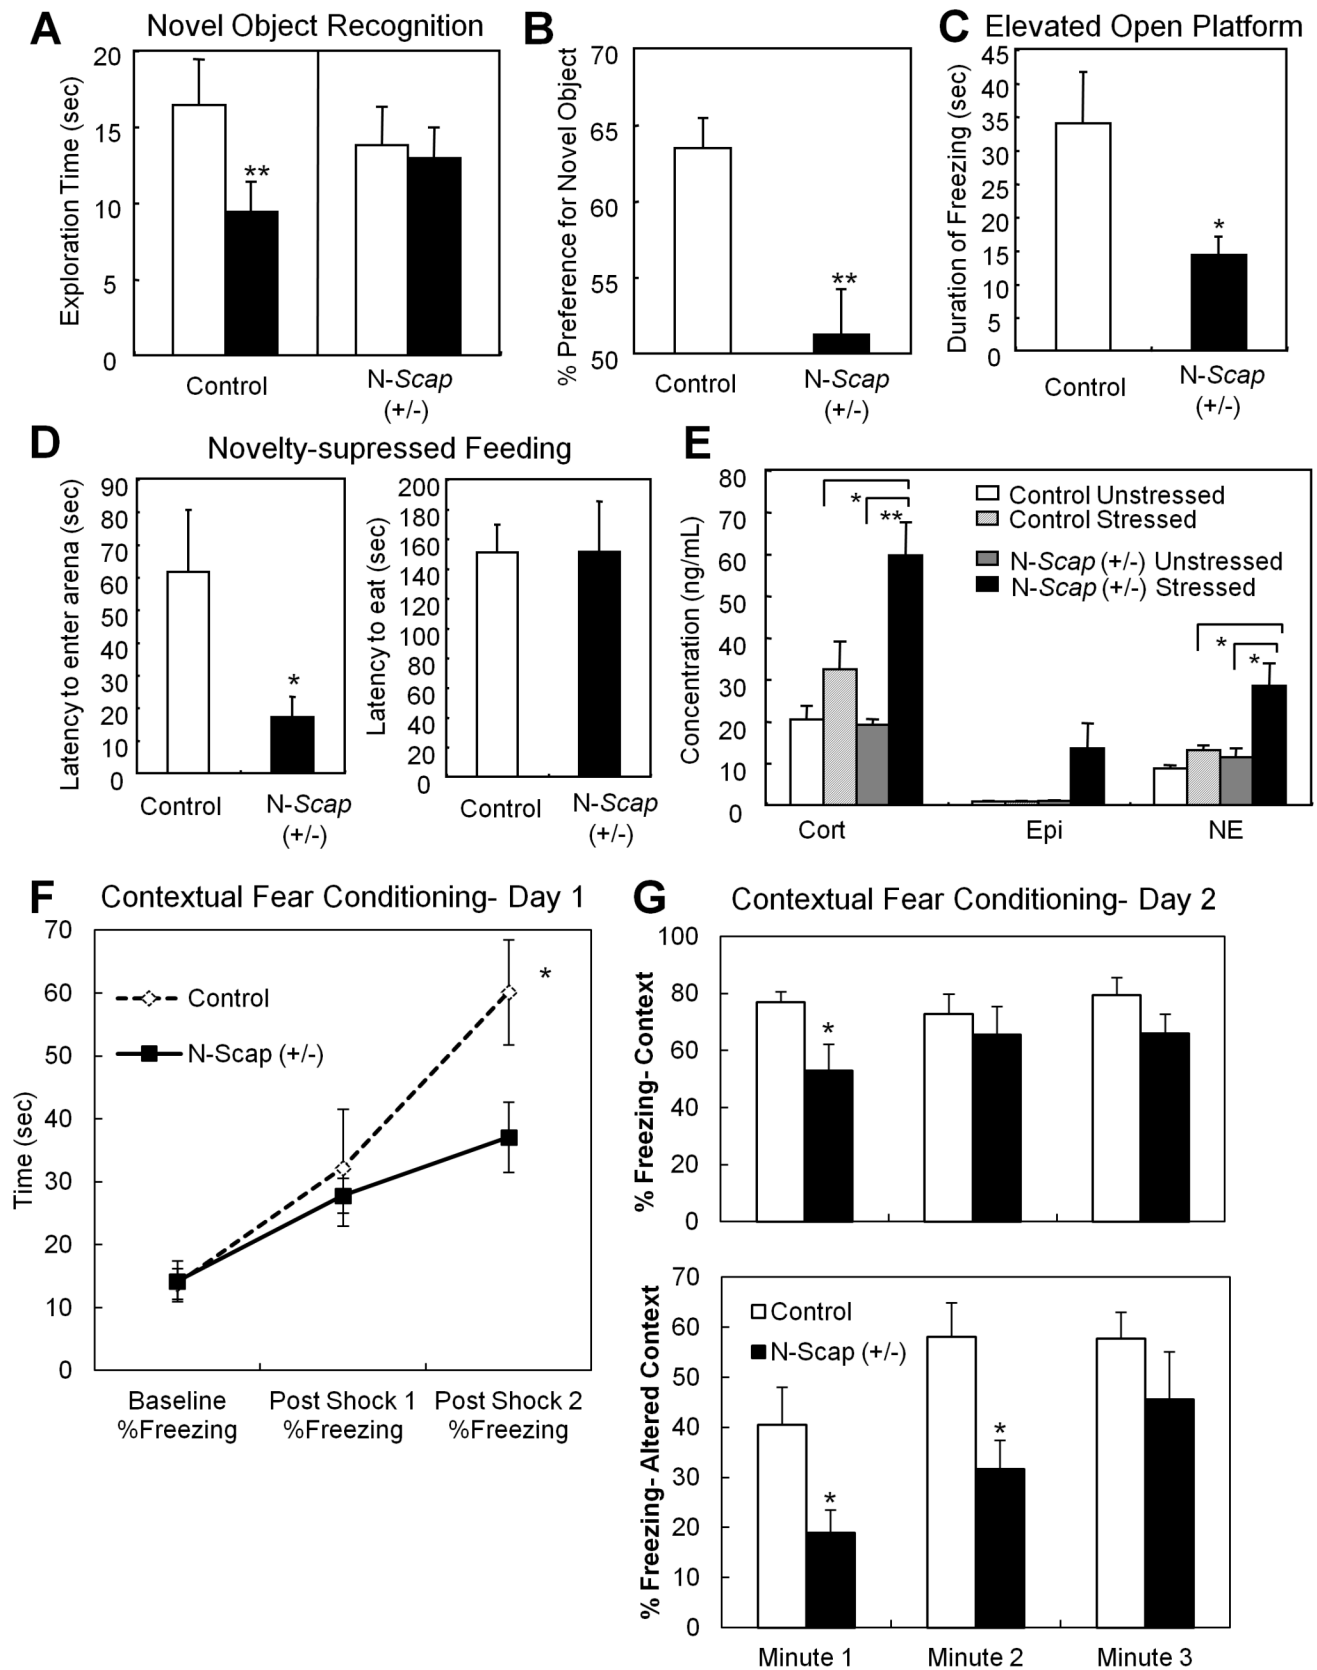 A
Novel Object Recognition
Exploration Time (sec)
20
15
10
5
0
**
Control
N-Scap
(+/-)
B
% Preference for Novel Object
70
65
60
55
50
**
Control
N-Scap
(+/-)
C
Elevated Open Platform
Duration of Freezing (sec)
45
40
35
30
25
20
15
10
5
0
*
Control
N-Scap
(+/-)
D
Novelty-supressed Feeding
Latency to enter arena (sec)
90
80
70
60
50
40
30
20
10
0
*
Control
N-Scap
(+/-)
Latency to eat (sec)
200
180
160
140
120
100
80
60
40
20
0
Control
N-Scap
(+/-)
E
Concentration (ng/mL)
80
70
60
50
40
30
20
10
0
*
**
*
*
Control Unstressed
Control Stressed
N-Scap (+/-) Unstressed
N-Scap (+/-) Stressed
Cort
Epi
NE
F
Contextual Fear Conditioning- Day 1
Time (sec)
70
60
50
40
30
20
10
0
Control
N-Scap (+/-)
*
Baseline
%Freezing
Post Shock 1
%Freezing
Post Shock 2
%Freezing
G
Contextual Fear Conditioning- Day 2
% Freezing- Context
100
80
60
40
20
0
*
% Freezing- Altered Context
70
60
50
40
30
20
10
0
Control
N-Scap (+/-)
*
*
Minute 1
Minute 2
Minute 3